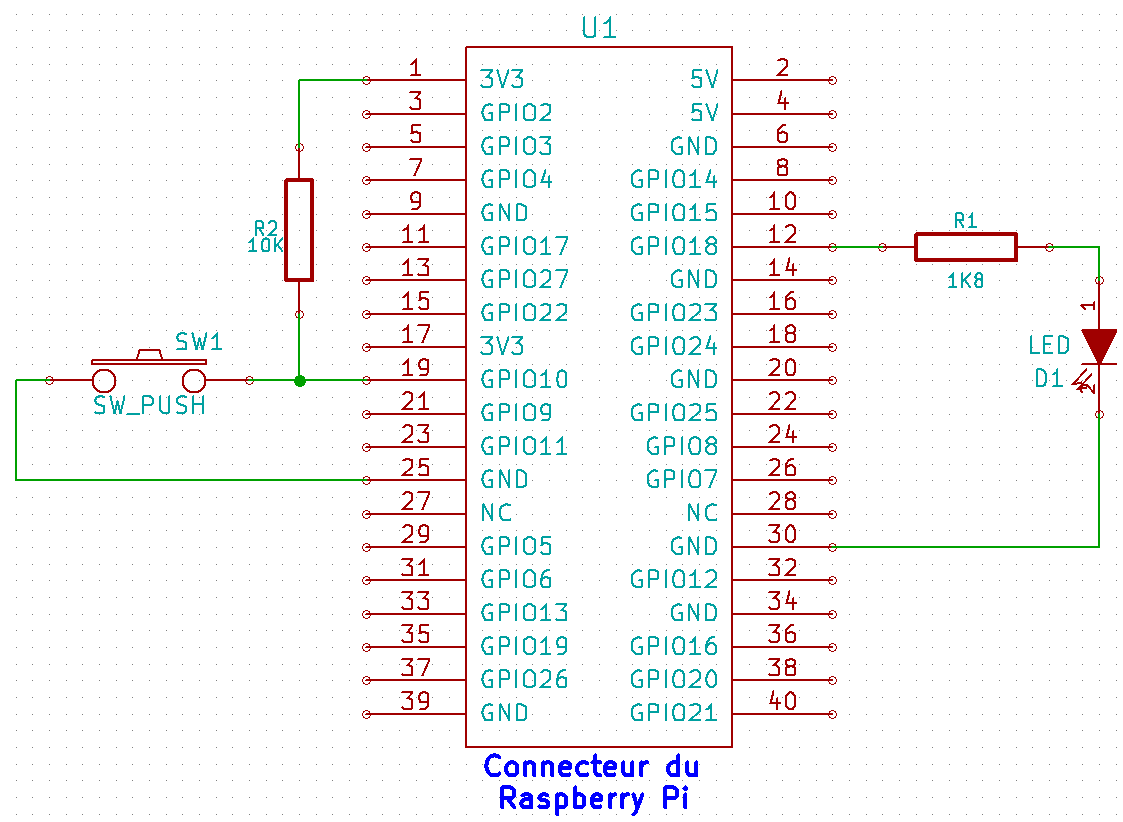 U1
1 3V3 5V 2
3 GPIO2 5V 4
5 GPIO3 GND 6
7 GPIO4 GPIO14 8
9 GND GPIO15 10
11 GPIO17 GPIO18 12
13 GPIO27 GND 14
15 GPIO22 GPIO23 16
17 3V3 GPIO24 18
19 GPIO10 GND 20
21 GPIO9 GPIO25 22
23 GPIO11 GPIO8 24
25 GND GPIO7 26
27 NC NC 28
29 GPIO5 GND 30
31 GPIO6 GPIO12 32
33 GPIO13 GND 34
35 GPIO19 GPIO16 36
37 GPIO26 GPIO20 38
39 GND GPIO21 40
R2
10K
SW1
SW_PUSH
R1
1K8
1
LED
D1
2
Connecteur du
Raspberry Pi